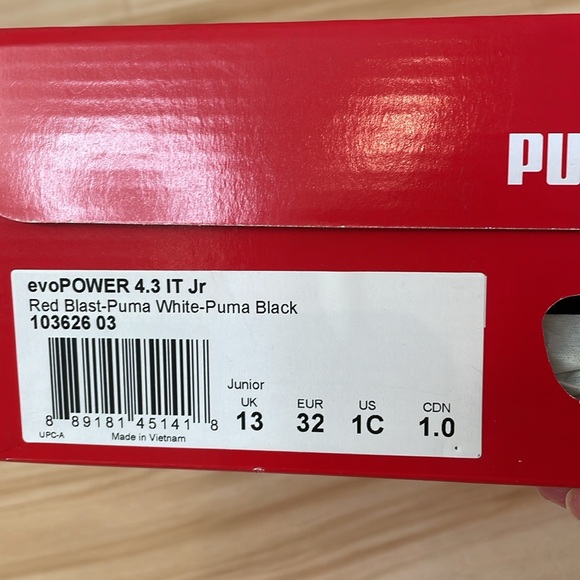 PU
evoPOWER 4.3 IT Jr
Red Blast-Puma White-Puma Black
103626 03
Junior
UK EUR US CDN
13 32 1C 1.0
8 89181 45141 8
UPC-A Made in Vietnam